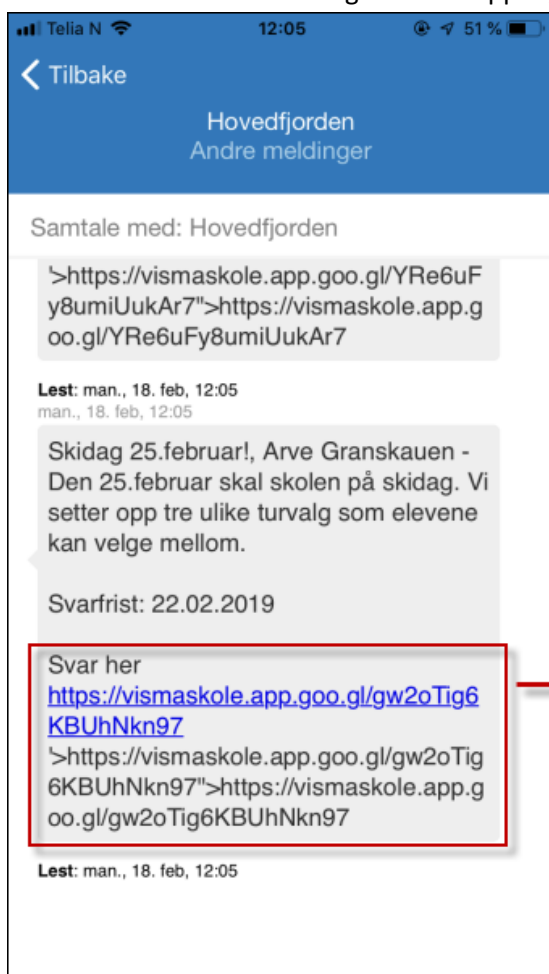 Telia N 12:05 51 %
Tilbake
Hovedfjorden
Andre meldinger
Samtale med: Hovedfjorden
'>https://vismaskole.app.goo.gl/YRe6uF
y8umiUukAr7">https://vismaskole.app.g
oo.gl/YRe6uFy8umiUukAr7
Lest: man., 18. feb, 12:05
man., 18. feb, 12:05
Skidag 25.februar!, Arve Granskauen -
Den 25.februar skal skolen på skidag. Vi
setter opp tre ulike turvalg som elevene
kan velge mellom.
Svarfrist: 22.02.2019
Svar her
https://vismaskole.app.goo.gl/gw2oTig6
KBUhNkn97
'>https://vismaskole.app.goo.gl/gw2oTig
6KBUhNkn97">https://vismaskole.app.g
oo.gl/gw2oTig6KBUhNkn97
Lest: man., 18. feb, 12:05